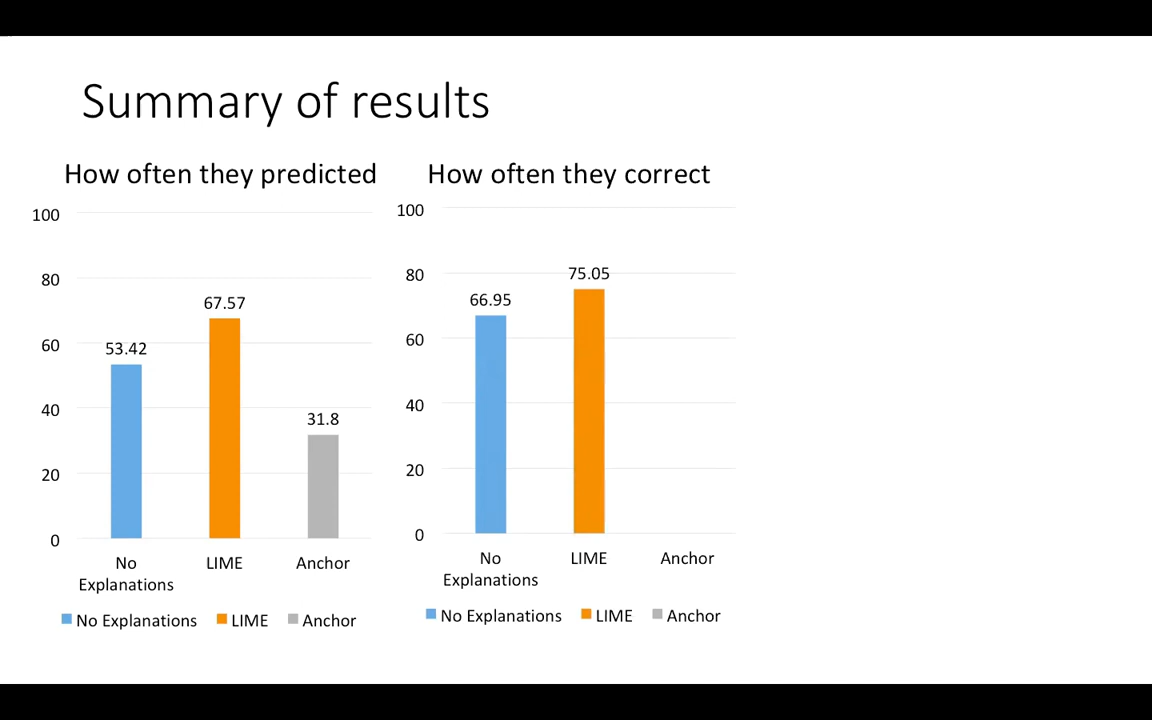 Summary of results
How often they predicted
100
80
60
40
20
0
53.42
67.57
31.8
No
Explanations
LIME
Anchor
No Explanations LIME Anchor
How often they correct
100
80
60
40
20
0
66.95
75.05
No
Explanations
LIME
Anchor
No Explanations LIME Anchor